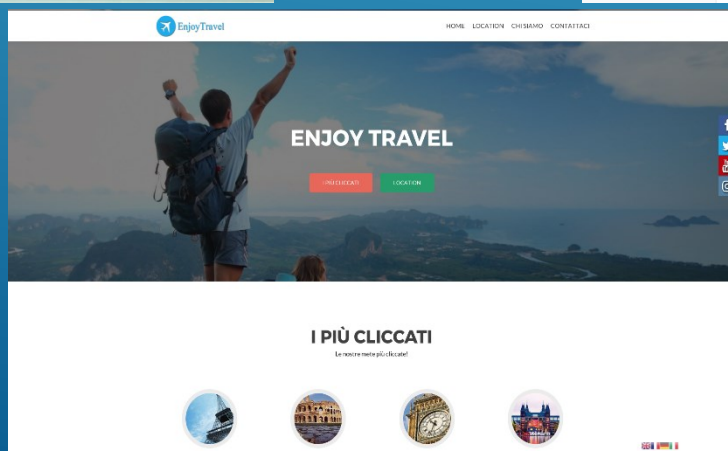 EnjoyTravel
HOME LOCATION CHI SIAMO CONTATTACI
ENJOY TRAVEL
I PIÙ CLICCATI LOCATION
I PIÙ CLICCATI
Le nostre mete più cliccate!